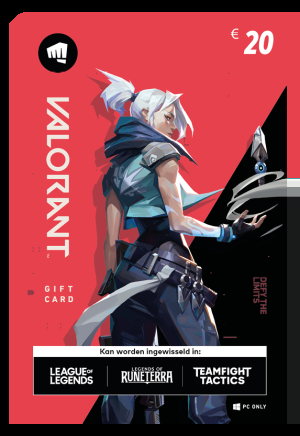 € 20
VALORANT™
GIFT
CARD
DEFY THE
LIMITS
Kan worden ingewisseld in:
LEAGUE OF
LEGENDS
LEGENDS OF
RUNETERRA
TEAMFIGHT
TACTICS
PC ONLY